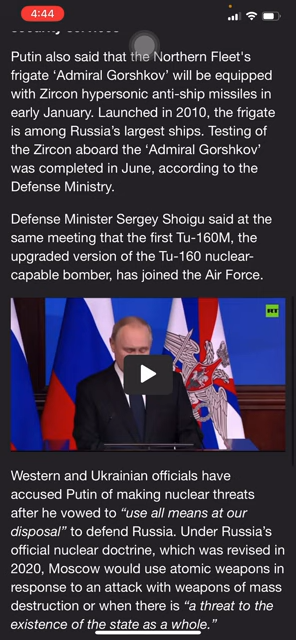 4:44
Putin also said that the Northern Fleet's
frigate ‘Admiral Gorshkov’ will be equipped
with Zircon hypersonic anti-ship missiles in
early January. Launched in 2010, the frigate
is among Russia’s largest ships. Testing of
the Zircon aboard the ‘Admiral Gorshkov’
was completed in June, according to the
Defense Ministry.
Defense Minister Sergey Shoigu said at the
same meeting that the first Tu-160M, the
upgraded version of the Tu-160 nuclear-
capable bomber, has joined the Air Force.
RT
Western and Ukrainian officials have
accused Putin of making nuclear threats
after he vowed to “use all means at our
disposal” to defend Russia. Under Russia’s
official nuclear doctrine, which was revised in
2020, Moscow would use atomic weapons in
response to an attack with weapons of mass
destruction or when there is “a threat to the
existence of the state as a whole.”